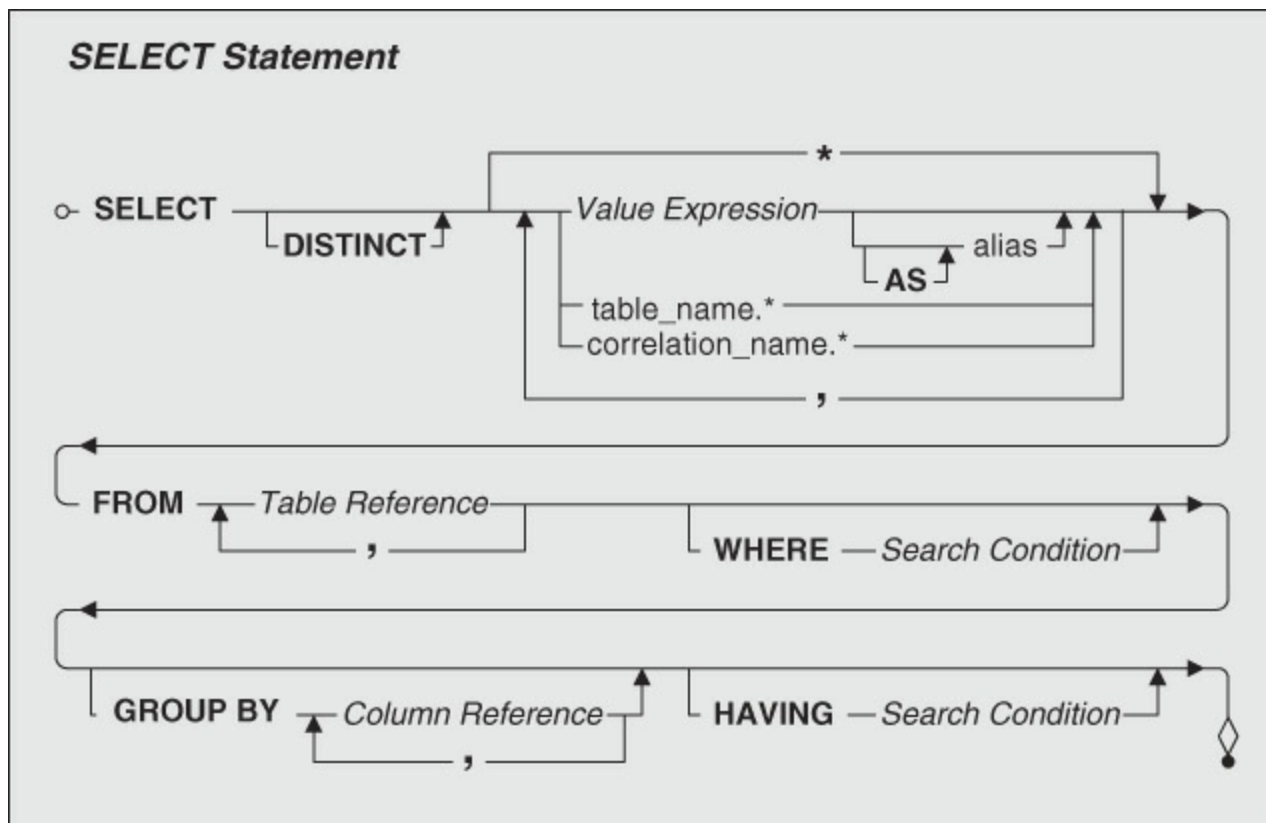 SELECT Statement
*
SELECT Value Expression
DISTINCT alias
AS
table_name.*
correlation_name.*
,
FROM Table Reference
, WHERE Search Condition
GROUP BY Column Reference HAVING Search Condition
,